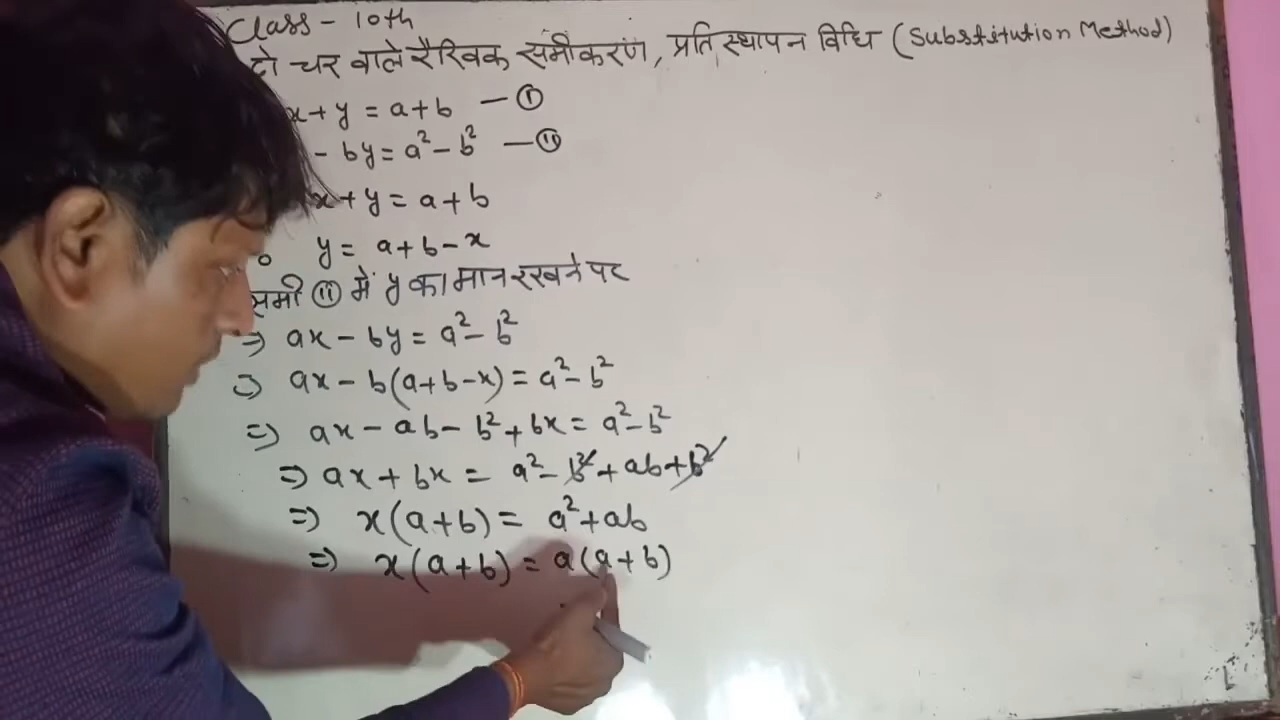 Class - 10th
दो चर वाले रैखिक समीकरण, प्रतिस्थापन विधि (Substitution Method)
x + y = a + b — ①
- by = a² - b² — ⑪
x + y = a + b
y = a + b - x
समी ⑪ में y का मान रखने पर
⇒ ax - by = a² - b²
⇒ ax - b(a + b - x) = a² - b²
⇒ ax - ab - b² + bx = a² - b²
⇒ ax + bx = a² - b² + ab + b²
⇒ x(a + b) = a² + ab
⇒ x(a + b) = a(a + b)